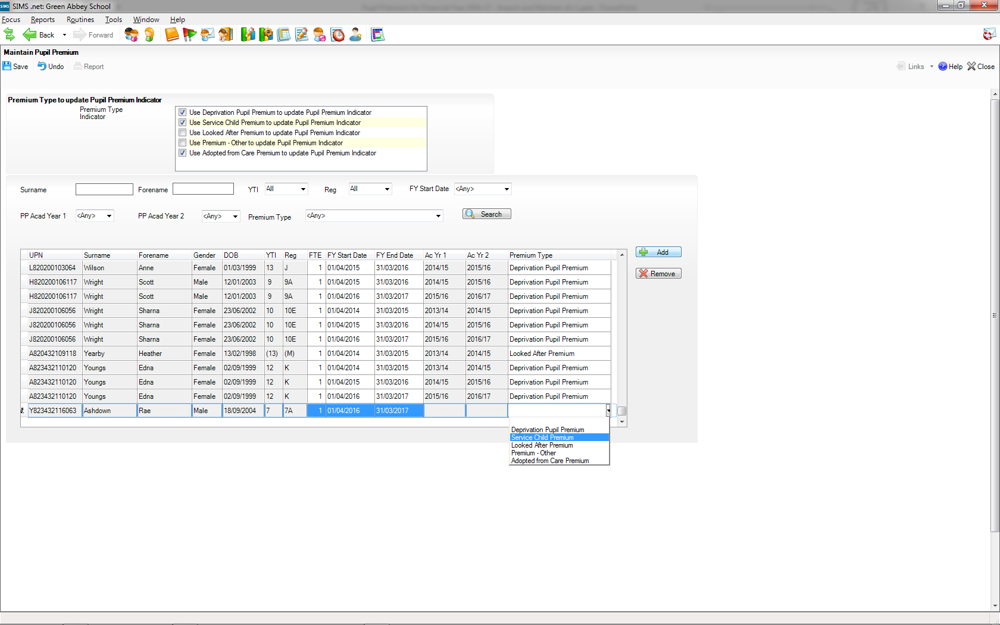 SIMS SIMS .net: Green Abbey School
Focus Reports Routines Tools Window Help
Back Forward
Maintain Pupil Premium
Save Undo Report Links Help Close
Premium Type to update Pupil Premium Indicator
Premium Type
Indicator
Use Deprivation Pupil Premium to update Pupil Premium Indicator
Use Service Child Premium to update Pupil Premium Indicator
Use Looked After Premium to update Pupil Premium Indicator
Use Premium - Other to update Pupil Premium Indicator
Use Adopted from Care Premium to update Pupil Premium Indicator
Surname Forename YTI All Reg All FY Start Date <Any>
PP Acad Year 1 <Any> PP Acad Year 2 <Any> Premium Type <Any> Search
UPN Surname Forename Gender DOB YTI Reg FTE FY Start Date FY End Date Ac Yr 1 Ac Yr 2 Premium Type Add
L820200103064 Wilson Anne Female 01/03/1999 13 J 1 01/04/2015 31/03/2016 2014/15 2015/16 Deprivation Pupil Premium
Remove
H820200106117 Wright Scott Male 12/01/2003 9 9A 1 01/04/2015 31/03/2016 2014/15 2015/16 Deprivation Pupil Premium
H820200106117 Wright Scott Male 12/01/2003 9 9A 1 01/04/2016 31/03/2017 2015/16 2016/17 Deprivation Pupil Premium
J820200106056 Wright Sharna Female 23/06/2002 10 10E 1 01/04/2014 31/03/2015 2013/14 2014/15 Deprivation Pupil Premium
J820200106056 Wright Sharna Female 23/06/2002 10 10E 1 01/04/2015 31/03/2016 2014/15 2015/16 Deprivation Pupil Premium
J820200106056 Wright Sharna Female 23/06/2002 10 10E 1 01/04/2016 31/03/2017 2015/16 2016/17 Deprivation Pupil Premium
A820432109118 Yearby Heather Female 13/02/1998 (13) (M) 1 01/04/2014 31/03/2015 2013/14 2014/15 Looked After Premium
A823432110120 Youngs Edna Female 02/09/1999 12 K 1 01/04/2014 31/03/2015 2013/14 2014/15 Deprivation Pupil Premium
A823432110120 Youngs Edna Female 02/09/1999 12 K 1 01/04/2015 31/03/2016 2014/15 2015/16 Deprivation Pupil Premium
A823432110120 Youngs Edna Female 02/09/1999 12 K 1 01/04/2016 31/03/2017 2015/16 2016/17 Deprivation Pupil Premium
Y823432116063 Ashdown Rae Male 18/09/2004 7 7A 1 01/04/2016 31/03/2017
Deprivation Pupil Premium
Service Child Premium
Looked After Premium
Premium - Other
Adopted from Care Premium